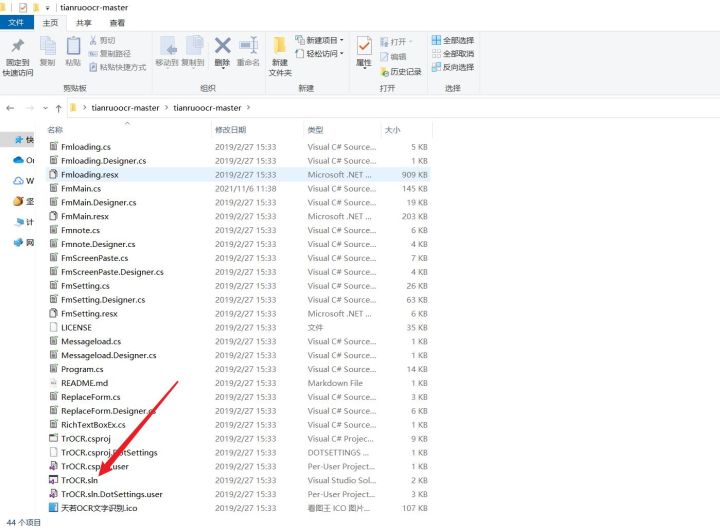 tianruoocr-master
文件 主页 共享 查看
固定到快速访问 复制 粘贴 剪切 复制路径 粘贴快捷方式 移动到 复制到 删除 重命名 新建文件夹 新建项目 轻松访问 属性 打开 编辑 历史记录 全部选择 全部取消 反向选择
剪贴板 组织 新建 打开 选择
tianruoocr-master > tianruoocr-master >
名称 修改日期 类型 大小
Fmloading.cs 2019/2/27 15:33 Visual C# Source... 5 KB
Fmloading.Designer.cs 2019/2/27 15:33 Visual C# Source... 1 KB
Fmloading.resx 2019/2/27 15:33 Microsoft .NET ... 909 KB
FmMain.cs 2021/11/6 11:38 Visual C# Source... 145 KB
FmMain.Designer.cs 2019/2/27 15:33 Visual C# Source... 19 KB
FmMain.resx 2019/2/27 15:33 Microsoft .NET ... 203 KB
Fmnote.cs 2019/2/27 15:33 Visual C# Source... 6 KB
Fmnote.Designer.cs 2019/2/27 15:33 Visual C# Source... 4 KB
FmScreenPaste.cs 2019/2/27 15:33 Visual C# Source... 7 KB
FmScreenPaste.Designer.cs 2019/2/27 15:33 Visual C# Source... 4 KB
FmSetting.cs 2019/2/27 15:33 Visual C# Source... 26 KB
FmSetting.Designer.cs 2019/2/27 15:33 Visual C# Source... 63 KB
FmSetting.resx 2019/2/27 15:33 Microsoft .NET ... 6 KB
LICENSE 2019/2/27 15:33 文件 35 KB
Messageload.cs 2019/2/27 15:33 Visual C# Source... 1 KB
Messageload.Designer.cs 2019/2/27 15:33 Visual C# Source... 1 KB
Program.cs 2019/2/27 15:33 Visual C# Source... 14 KB
README.md 2019/2/27 15:33 Markdown File 1 KB
ReplaceForm.cs 2019/2/27 15:33 Visual C# Source... 3 KB
ReplaceForm.Designer.cs 2019/2/27 15:33 Visual C# Source... 6 KB
RichTextBoxEx.cs 2019/2/27 15:33 Visual C# Source... 1 KB
TrOCR.csproj 2019/2/27 15:33 Visual C# Projec... 9 KB
TrOCR.csproj.DotSettings 2019/2/27 15:33 DOTSETTINGS ... 1 KB
TrOCR.csproj.user 2019/2/27 15:33 Per-User Project... 1 KB
TrOCR.sln 2019/2/27 15:33 Visual Studio Sol... 2 KB
TrOCR.sln.DotSettings.user 2019/2/27 15:33 Per-User Project... 3 KB
天若OCR文字识别.ico 2019/2/27 15:33 看图王 ICO 图片... 107 KB
快
On
W
坚
计
网
44 个项目